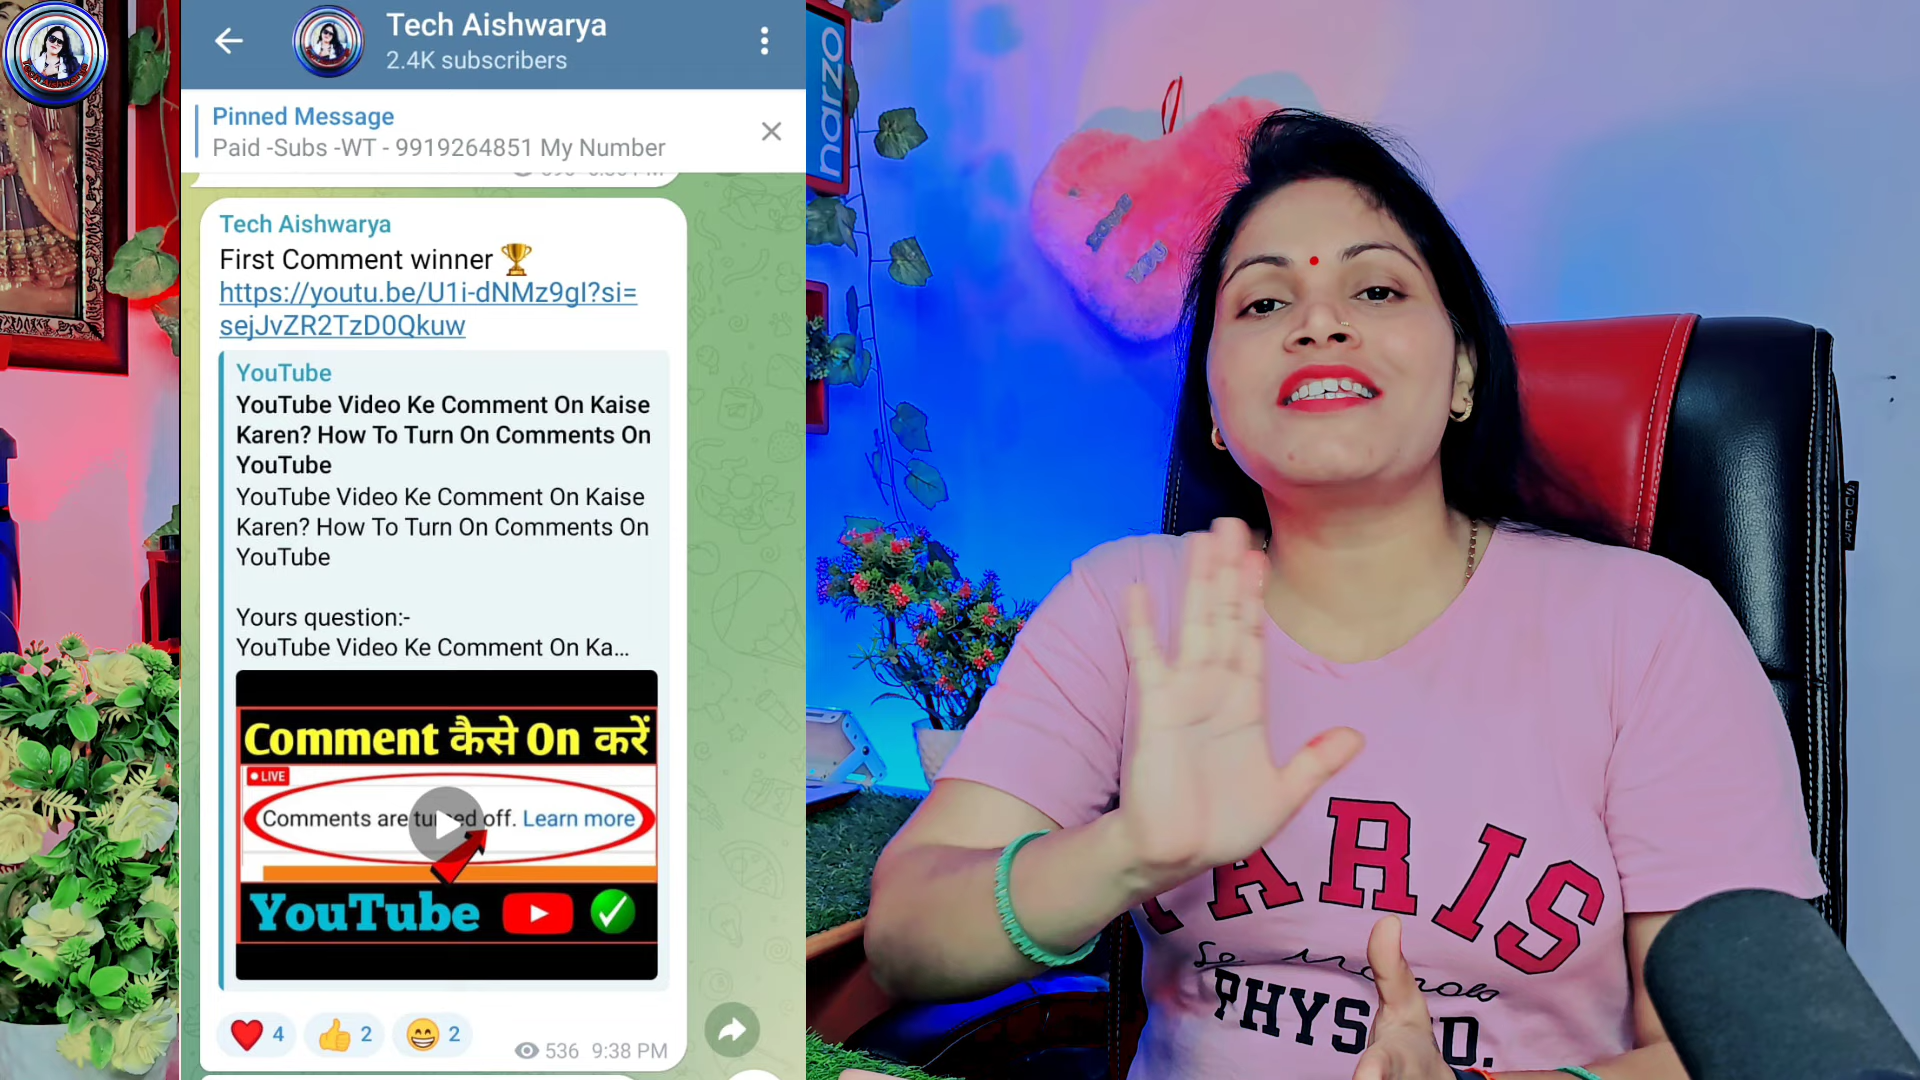 Tech Aishwarya
2.4K subscribers
Pinned Message
Paid -Subs -WT - 9919264851 My Number
Tech Aishwarya
First Comment winner 🏆
https://youtu.be/U1i-dNMz9gI?si=
sejJvZR2TzD0Qkuw
YouTube
YouTube Video Ke Comment On Kaise
Karen? How To Turn On Comments On
YouTube
YouTube Video Ke Comment On Kaise
Karen? How To Turn On Comments On
YouTube
Yours question:-
YouTube Video Ke Comment On Ka...
Comment कैसे On करें
LIVE
Comments are turned off. Learn more
YouTube
❤️ 4 👍 2 😁 2
536 9:38 PM
narzo
SUPER
PARIS